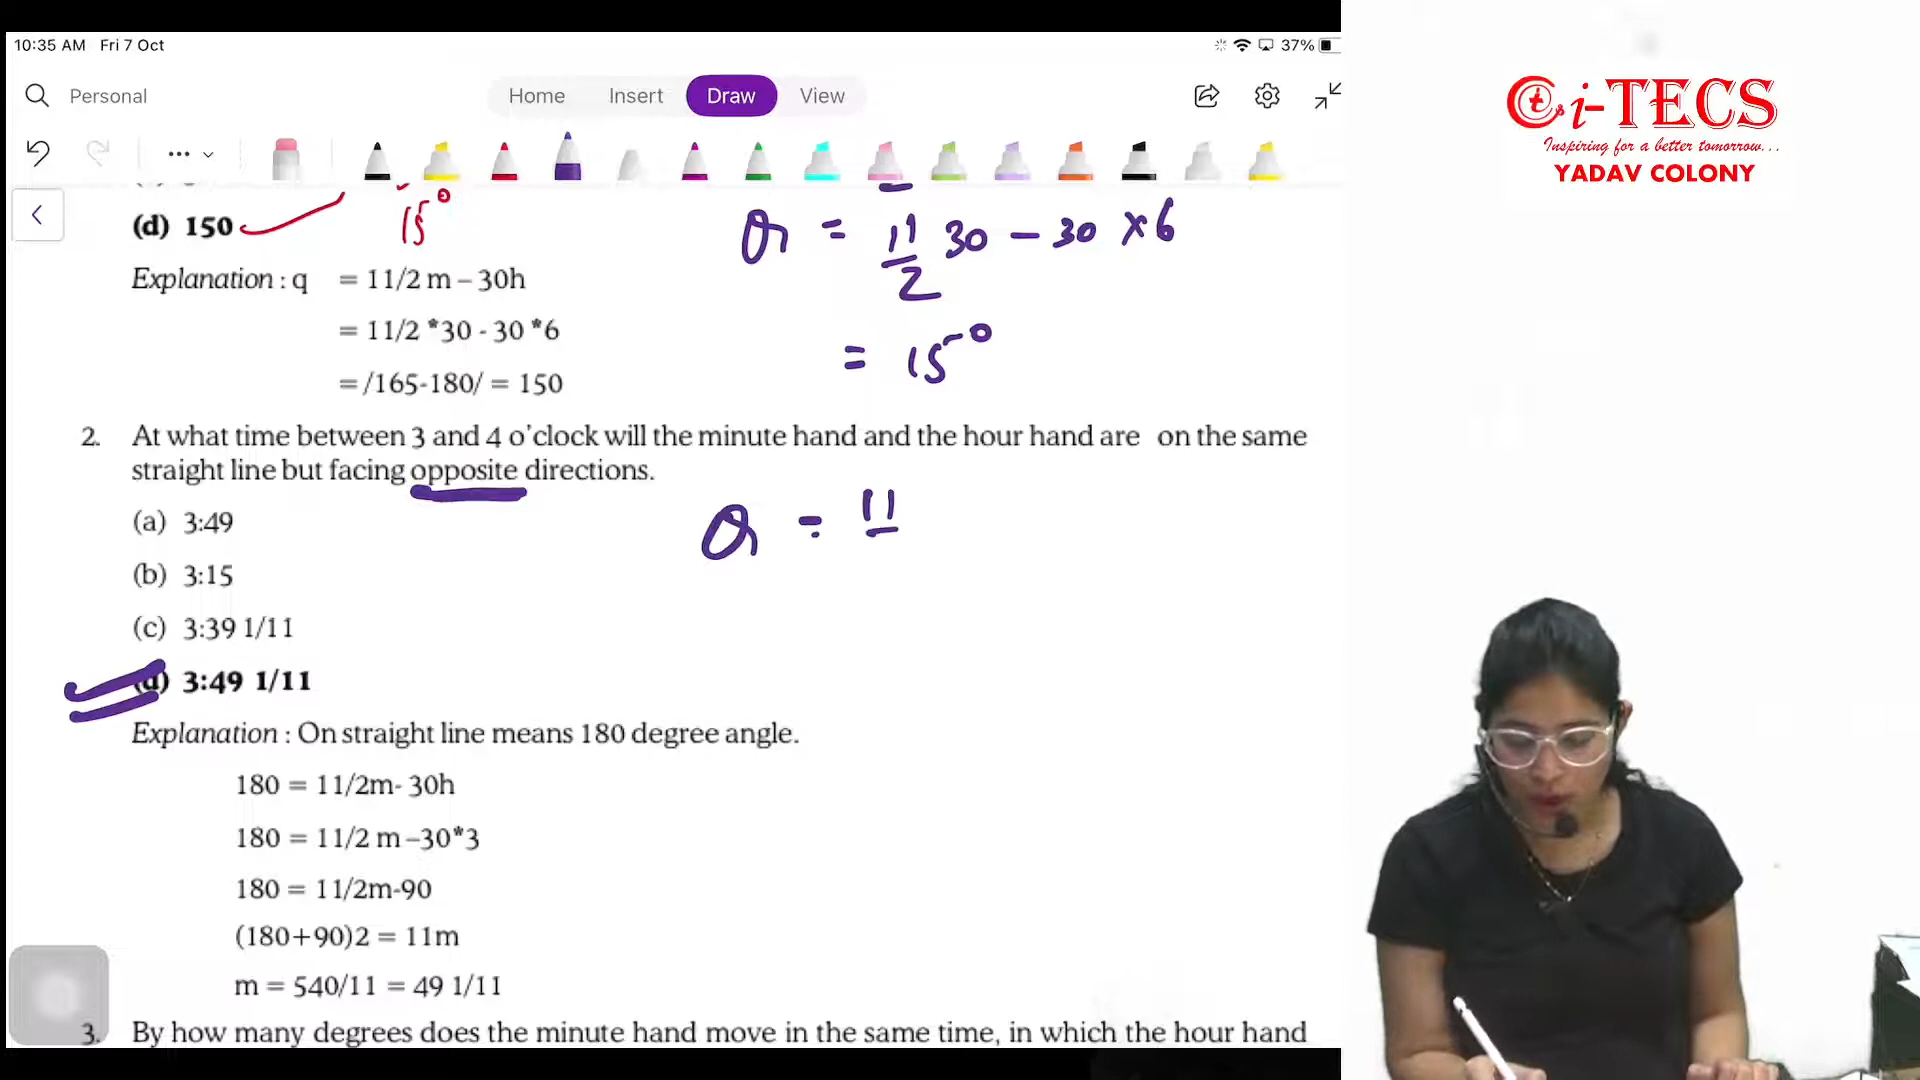 10:35 AM Fri 7 Oct
37%
Personal
Home Insert Draw View
i-TECS
Inspiring for a better tomorrow...
YADAV COLONY
(d) 150
15°
θ = 11/2 30 - 30 × 6
= 15°
Explanation : q = 11/2 m – 30h
= 11/2 *30 - 30 *6
= /165-180/ = 150
2. At what time between 3 and 4 o'clock will the minute hand and the hour hand are on the same
straight line but facing opposite directions.
θ = 11
(a) 3:49
(b) 3:15
(c) 3:39 1/11
(d) 3:49 1/11
Explanation : On straight line means 180 degree angle.
180 = 11/2m- 30h
180 = 11/2 m –30*3
180 = 11/2m-90
(180+90)2 = 11m
m = 540/11 = 49 1/11
3. By how many degrees does the minute hand move in the same time, in which the hour hand